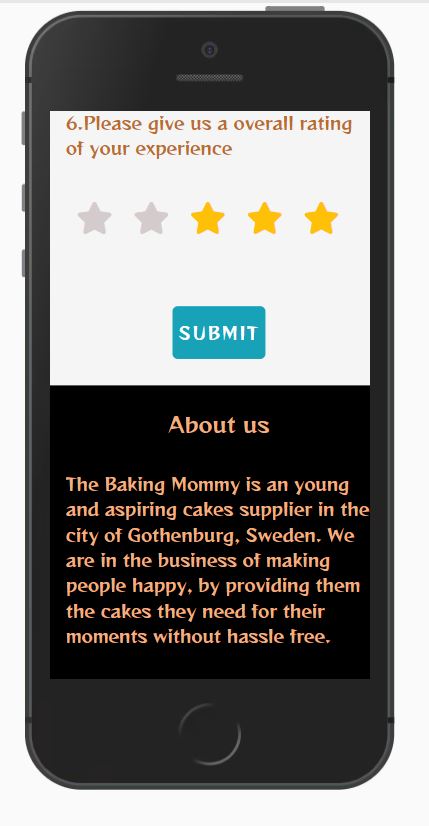 6.Please give us a overall rating
of your experience
SUBMIT
About us
The Baking Mommy is an young
and aspiring cakes supplier in the
city of Gothenburg, Sweden. We
are in the business of making
people happy, by providing them
the cakes they need for their
moments without hassle free.